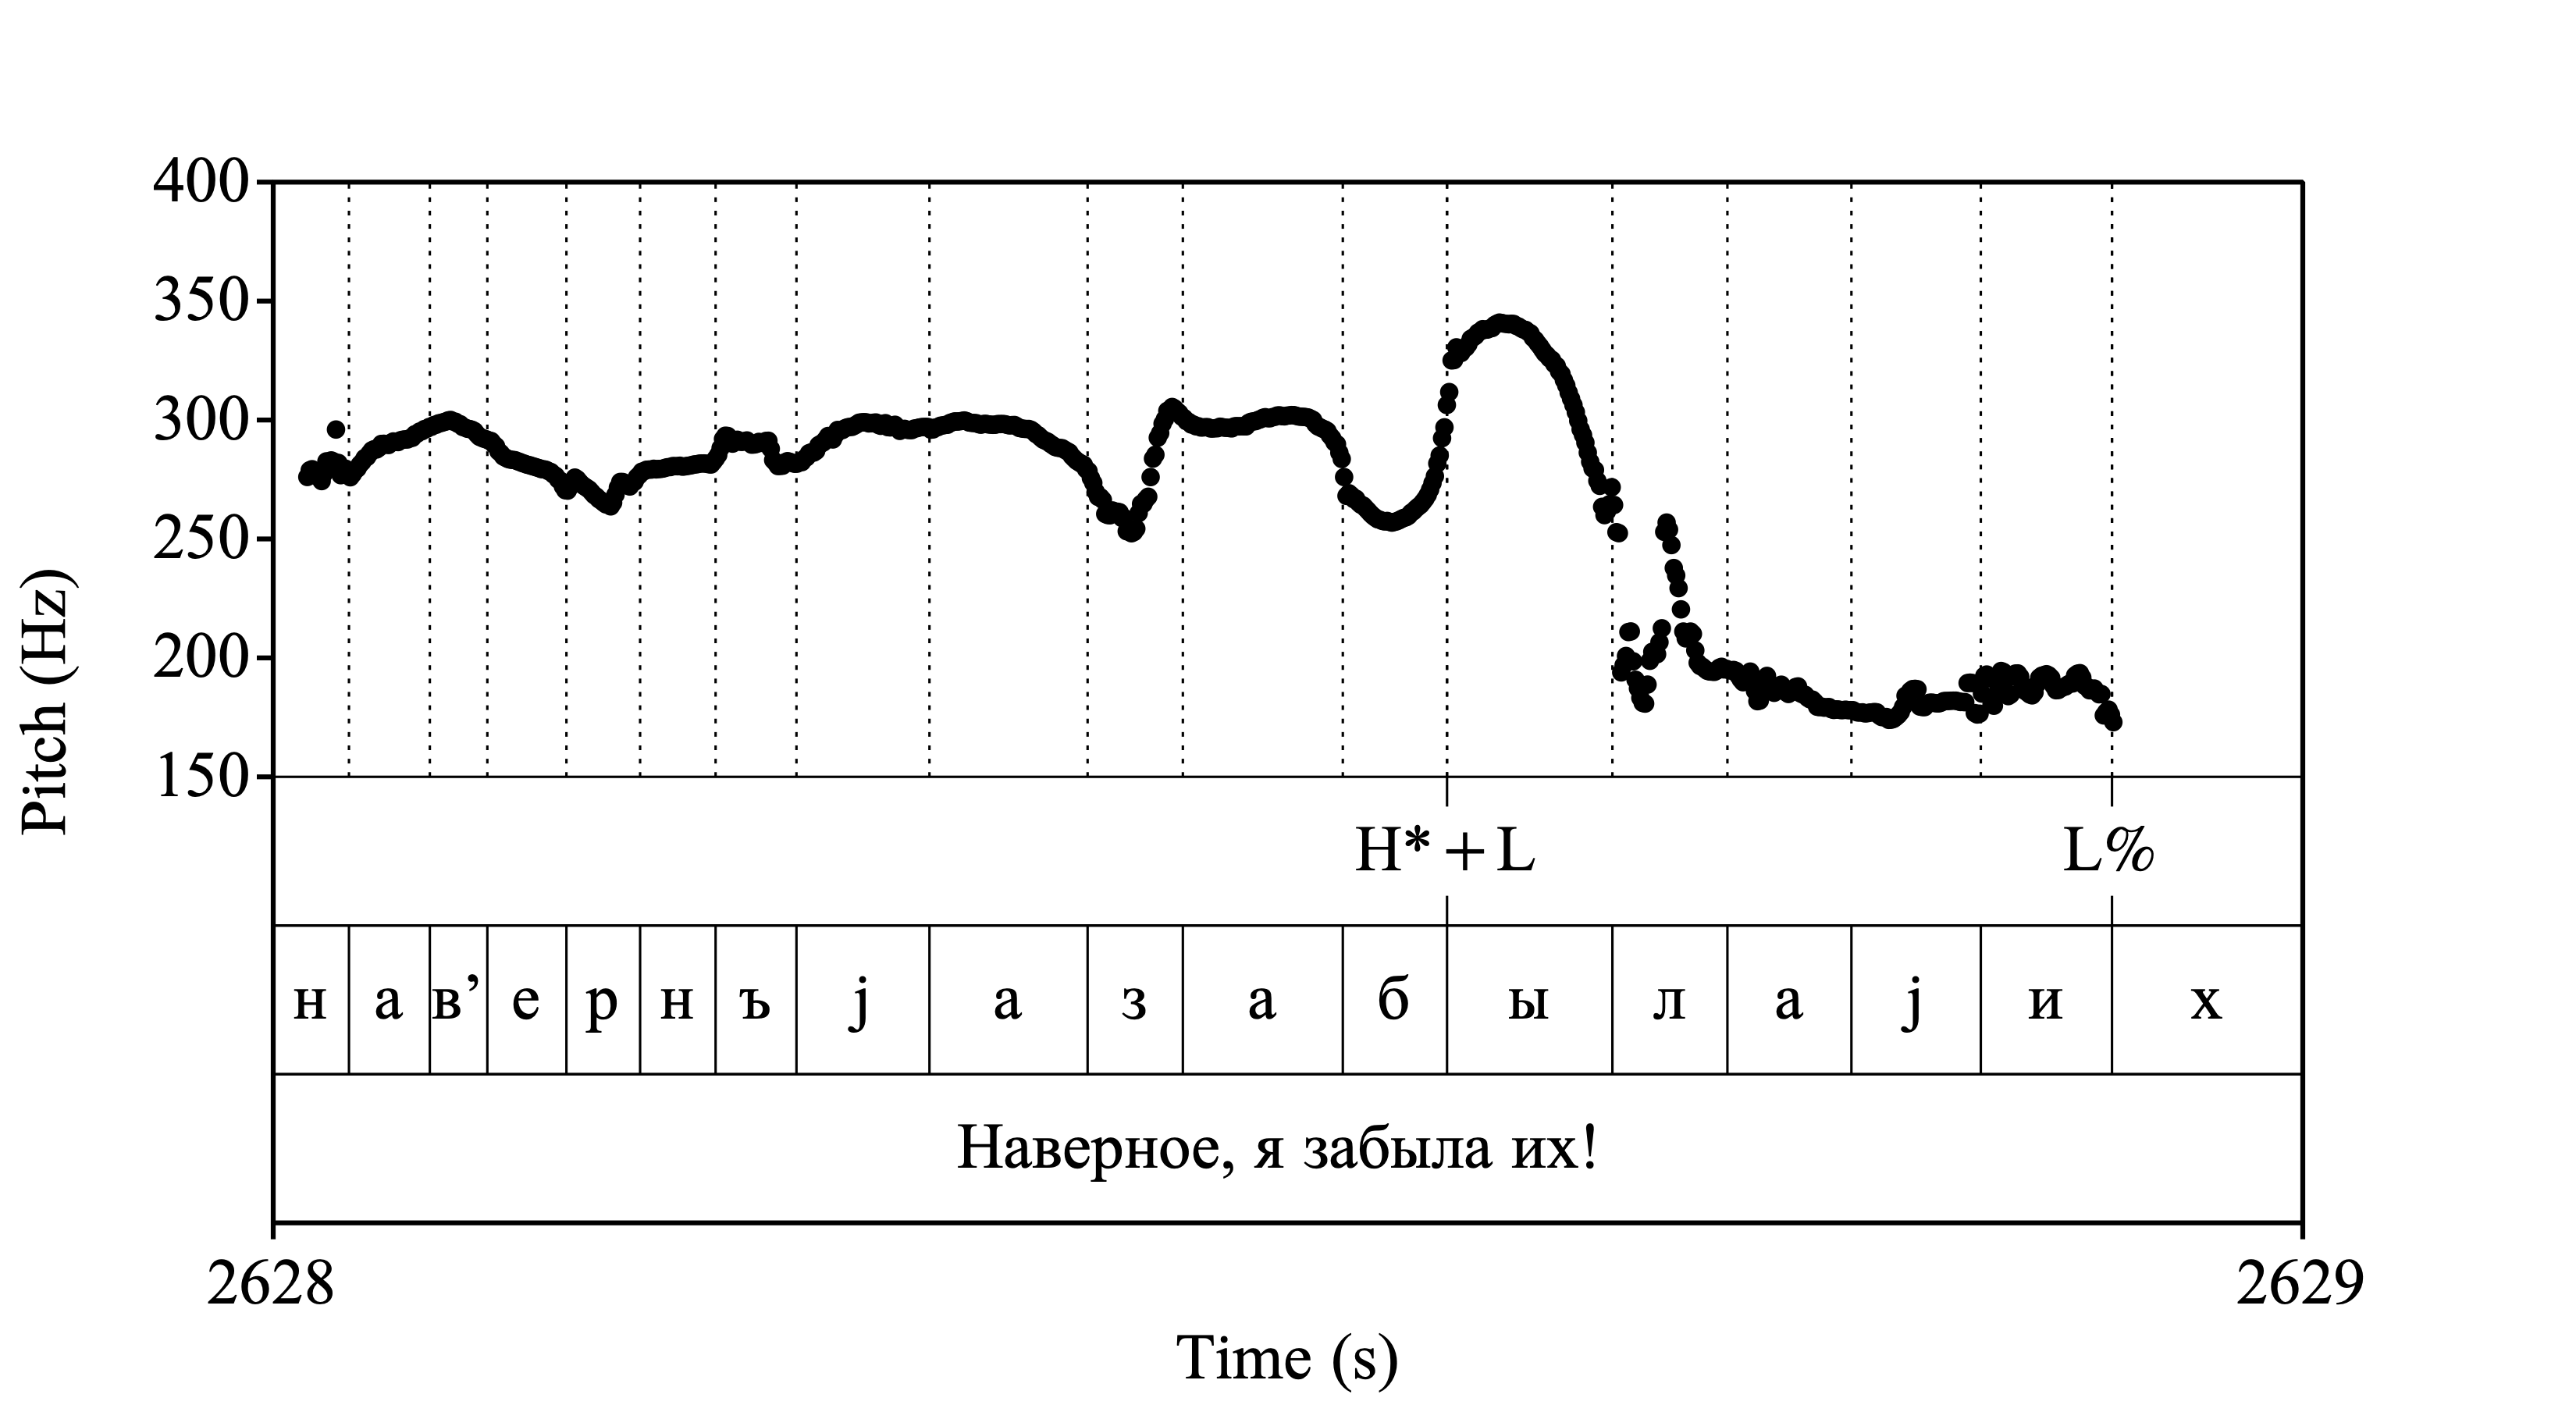 400
350
300
250
200
150
Pitch (Hz)
H*+L L%
н а в’ е р н ъ j а з а б ы л а j и х
Наверное, я забыла их!
2628 2629
Time (s)